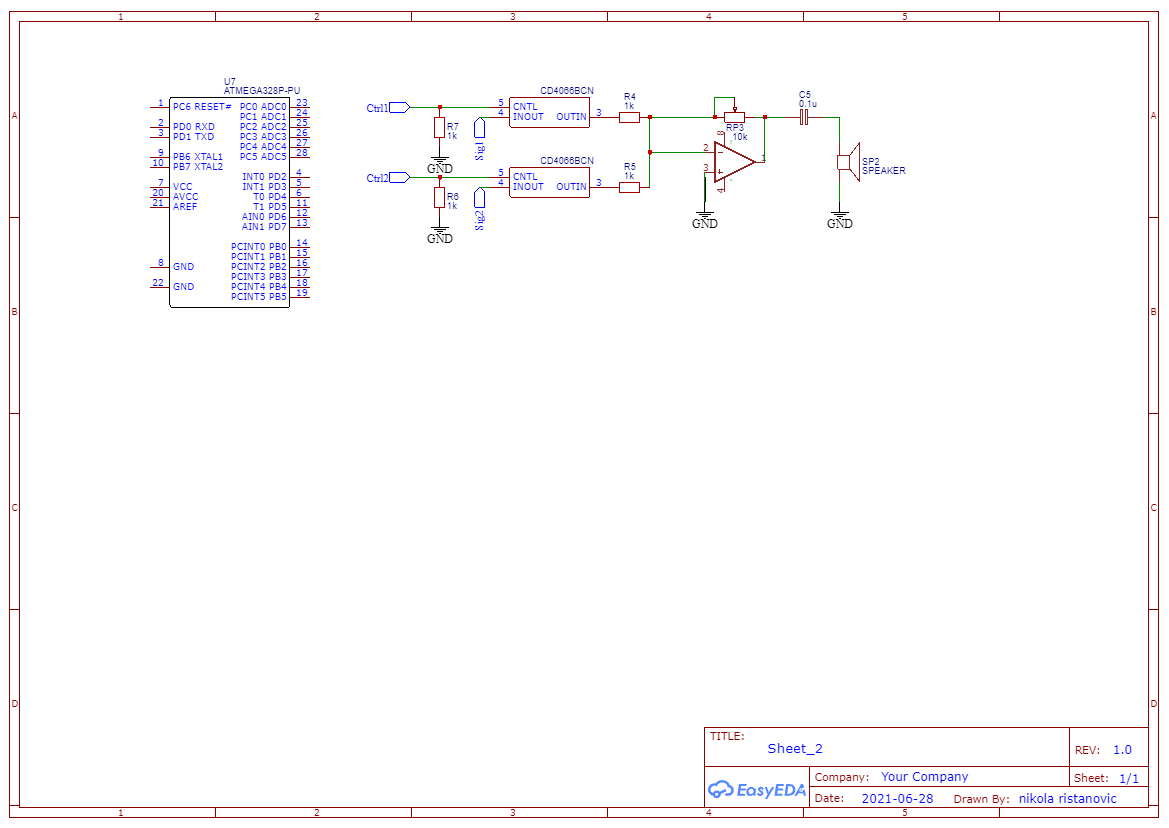 1 2 3 4 5
A A
B B
C C
D D
U7
ATMEGA328P-PU
1 PC6 RESET# PC0 ADC0 23
PC1 ADC1 24
2 PD0 RXD PC2 ADC2 25
3 PD1 TXD PC3 ADC3 26
PC4 ADC4 27
9 PB6 XTAL1 PC5 ADC5 28
10 PB7 XTAL2
INT0 PD2 4
7 VCC INT1 PD3 5
20 AVCC T0 PD4 6
21 AREF T1 PD5 11
AIN0 PD6 12
AIN1 PD7 13
PCINT0 PB0 14
PCINT1 PB1 15
8 GND PCINT2 PB2 16
PCINT3 PB3 17
22 GND PCINT4 PB4 18
PCINT5 PB5 19
Ctrl1
R7
1k
GND
Sig1
CD4066BCN
5 CNTL
4 INOUT OUTIN 3
R4
1k
Ctrl2
R6
1k
GND
Sig2
CD4066BCN
5 CNTL
4 INOUT OUTIN 3
R5
1k
RP3
10k
8
2 −
3 +
1
4
GND
C5
0.1u
SP2
SPEAKER
GND
TITLE:
Sheet_2
REV: 1.0
EasyEDA
Company: Your Company
Sheet: 1/1
Date: 2021-06-28 Drawn By: nikola ristanovic
1 2 3 4 5